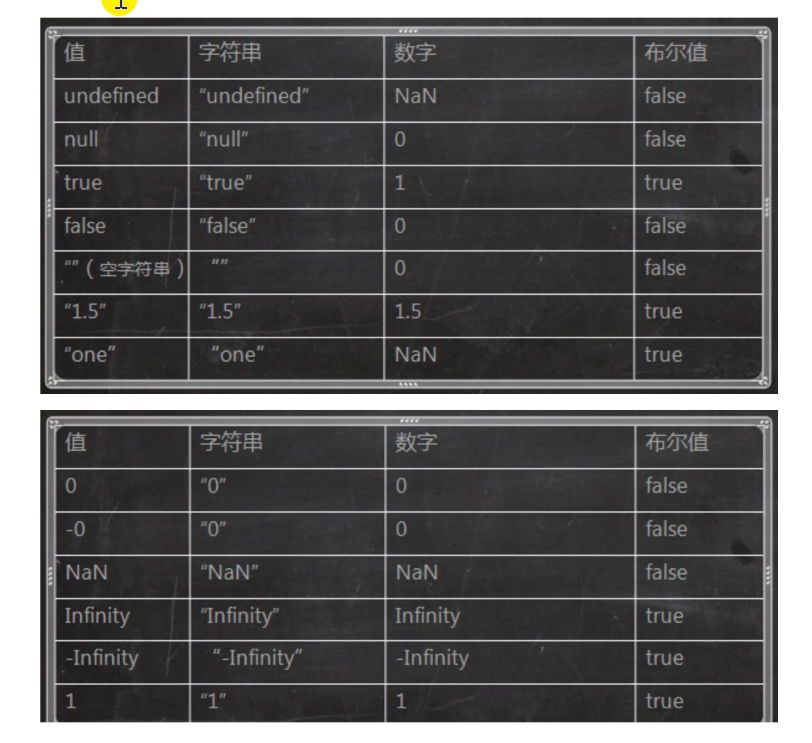 值 字符串 数字 布尔值
undefined “undefined” NaN false
null “null” 0 false
true “true” 1 true
false “false” 0 false
“”（空字符串） “” 0 false
“1.5” “1.5” 1.5 true
“one” “one” NaN true
值 字符串 数字 布尔值
0 “0” 0 false
-0 “0” 0 false
NaN “NaN” NaN false
Infinity “Infinity” Infinity true
-Infinity “-Infinity” -Infinity true
1 “1” 1 true